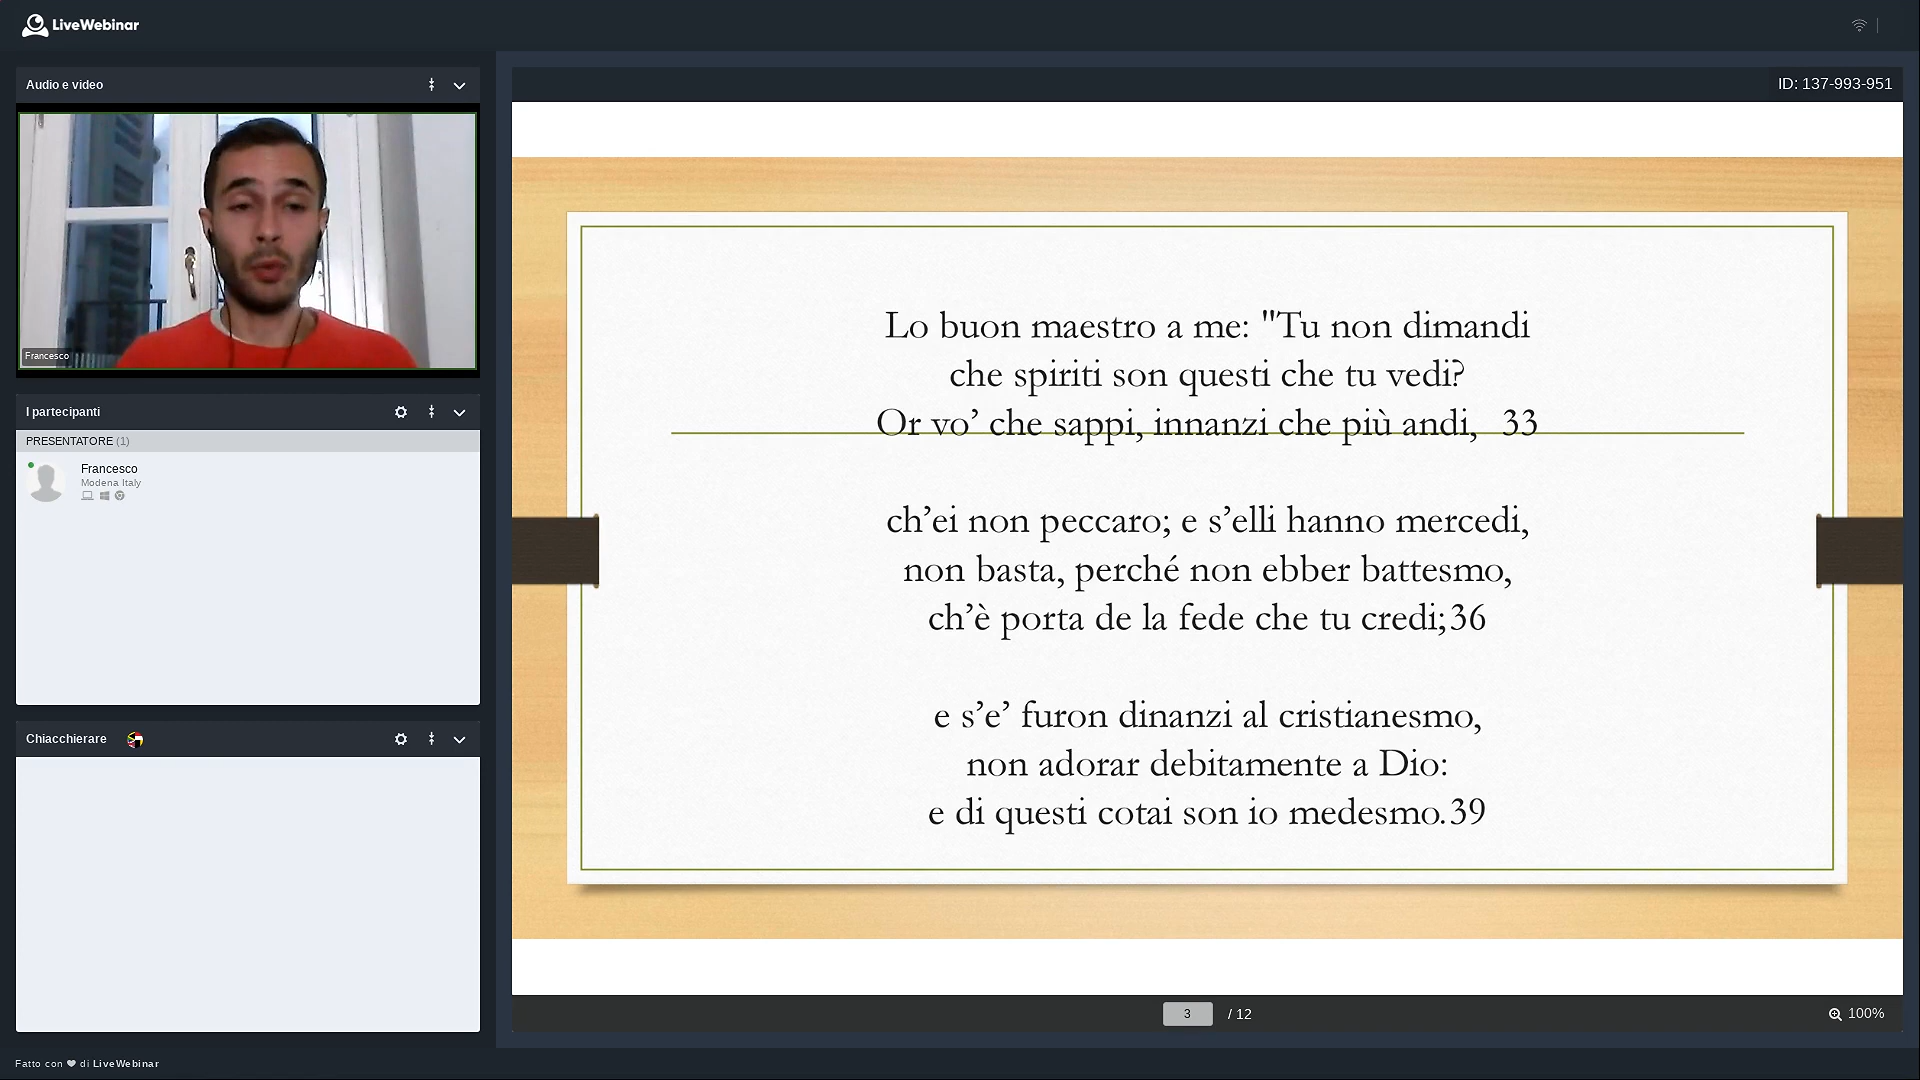 LiveWebinar
Audio e video
Francesco
I partecipanti
PRESENTATORE (1)
Francesco
Modena Italy
Chiacchierare
ID: 137-993-951
Lo buon maestro a me: "Tu non dimandi
che spiriti son questi che tu vedi?
Or vo’ che sappi, innanzi che più andi, 33
ch’ei non peccaro; e s’elli hanno mercedi,
non basta, perché non ebber battesmo,
ch’è porta de la fede che tu credi;36
e s’e’ furon dinanzi al cristianesmo,
non adorar debitamente a Dio:
e di questi cotai son io medesmo.39
3 / 12
100%
Fatto con ❤ di LiveWebinar